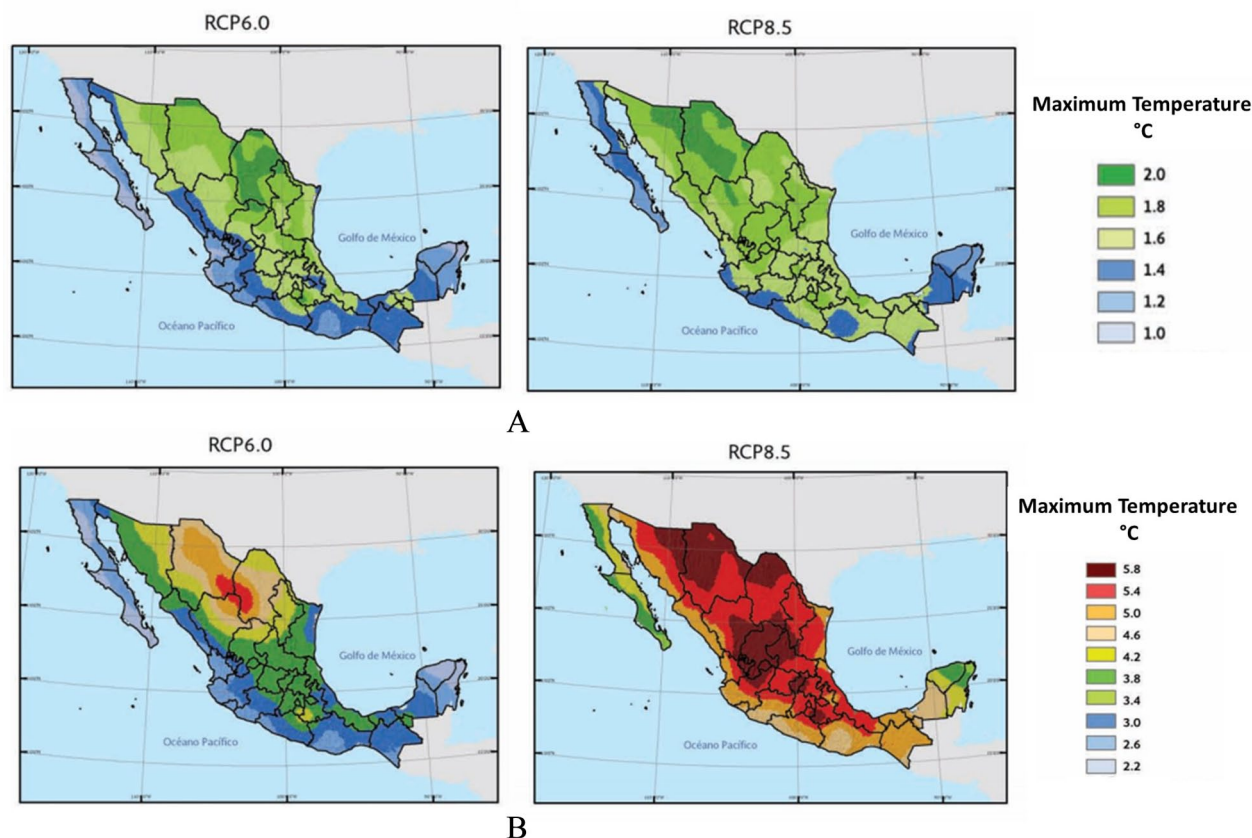 RCP6.0
RCP8.5
Maximum Temperature
°C
2.0
1.8
1.6
1.4
1.2
1.0
Golfo de México
Océano Pacífico
Golfo de México
Océano Pacífico
A
RCP6.0
RCP8.5
Maximum Temperature
°C
5.8
5.4
5.0
4.6
4.2
3.8
3.4
3.0
2.6
2.2
Golfo de México
Océano Pacífico
Golfo de México
Océano Pacífico
B